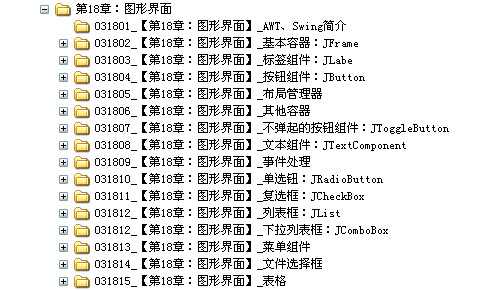 第18章：图形界面
031801_【第18章：图形界面】_AWT、Swing简介
031802_【第18章：图形界面】_基本容器：JFrame
031803_【第18章：图形界面】_标签组件：JLabe
031804_【第18章：图形界面】_按钮组件：JButton
031805_【第18章：图形界面】_布局管理器
031806_【第18章：图形界面】_其他容器
031807_【第18章：图形界面】_不弹起的按钮组件：JToggleButton
031808_【第18章：图形界面】_文本组件：JTextComponent
031809_【第18章：图形界面】_事件处理
031810_【第18章：图形界面】_单选钮：JRadioButton
031811_【第18章：图形界面】_复选框：JCheckBox
031812_【第18章：图形界面】_列表框：JList
031812_【第18章：图形界面】_下拉列表框：JComboBox
031813_【第18章：图形界面】_菜单组件
031814_【第18章：图形界面】_文件选择框
031815_【第18章：图形界面】_表格